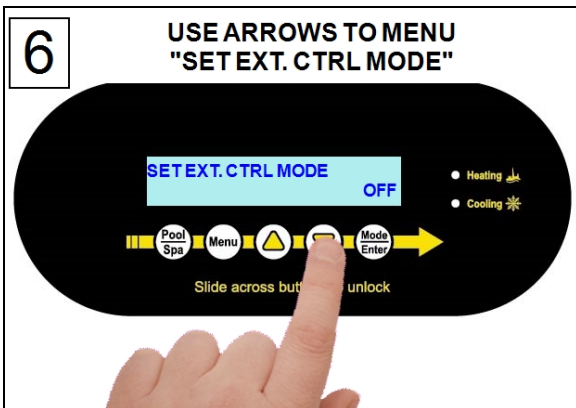 6
USE ARROWS TO MENU
"SET EXT. CTRL MODE"
SET EXT. CTRL MODE
OFF
Heating
Cooling
Pool
Spa
Menu
Mode
Enter
Slide across but unlock